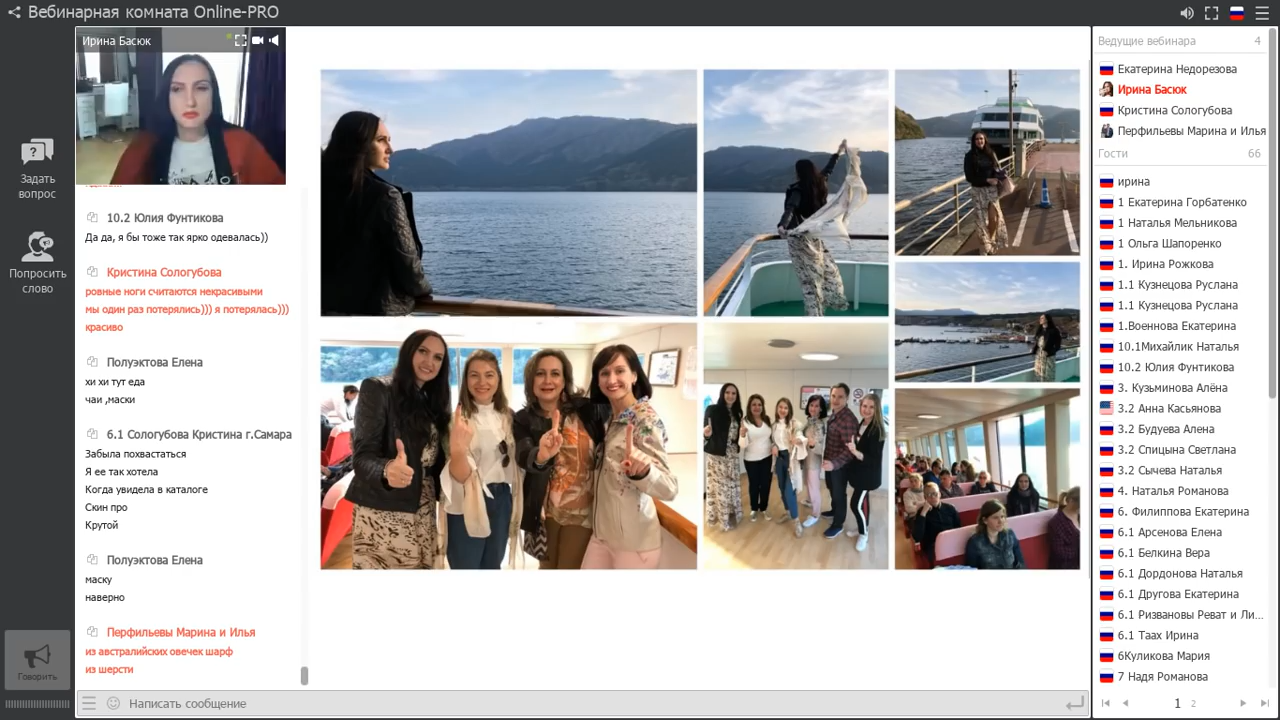 Вебинарная комната Online-PRO
Задать
вопрос
Попросить
слово
Говорить
Ирина Басюк
10.2 Юлия Фунтикова
Да да, я бы тоже так ярко одевалась))
Кристина Сологубова
ровные ноги считаются некрасивыми
мы один раз потерялись))) я потерялась)))
красиво
Полуэктова Елена
хи хи тут еда
чаи ,маски
6.1 Сологубова Кристина г.Самара
Забыла похвастаться
Я ее так хотела
Когда увидела в каталоге
Скин про
Крутой
Полуэктова Елена
маску
наверно
Перфильевы Марина и Илья
из австралийских овечек шарф
из шерсти
Написать сообщение
Ведущие вебинара 4
Екатерина Недорезова
Ирина Басюк
Кристина Сологубова
Перфильевы Марина и Илья
Гости 66
ирина
1 Екатерина Горбатенко
1 Наталья Мельникова
1 Ольга Шапоренко
1. Ирина Рожкова
1.1 Кузнецова Руслана
1.1 Кузнецова Руслана
1.Военнова Екатерина
10.1Михайлик Наталья
10.2 Юлия Фунтикова
3. Кузьминова Алёна
3.2 Анна Касьянова
3.2 Будуева Алена
3.2 Спицына Светлана
3.2 Сычева Наталья
4. Наталья Романова
6. Филиппова Екатерина
6.1 Арсенова Елена
6.1 Белкина Вера
6.1 Дордонова Наталья
6.1 Другова Екатерина
6.1 Ризвановы Реват и Ли...
6.1 Таах Ирина
6Куликова Мария
7 Надя Романова
1 2